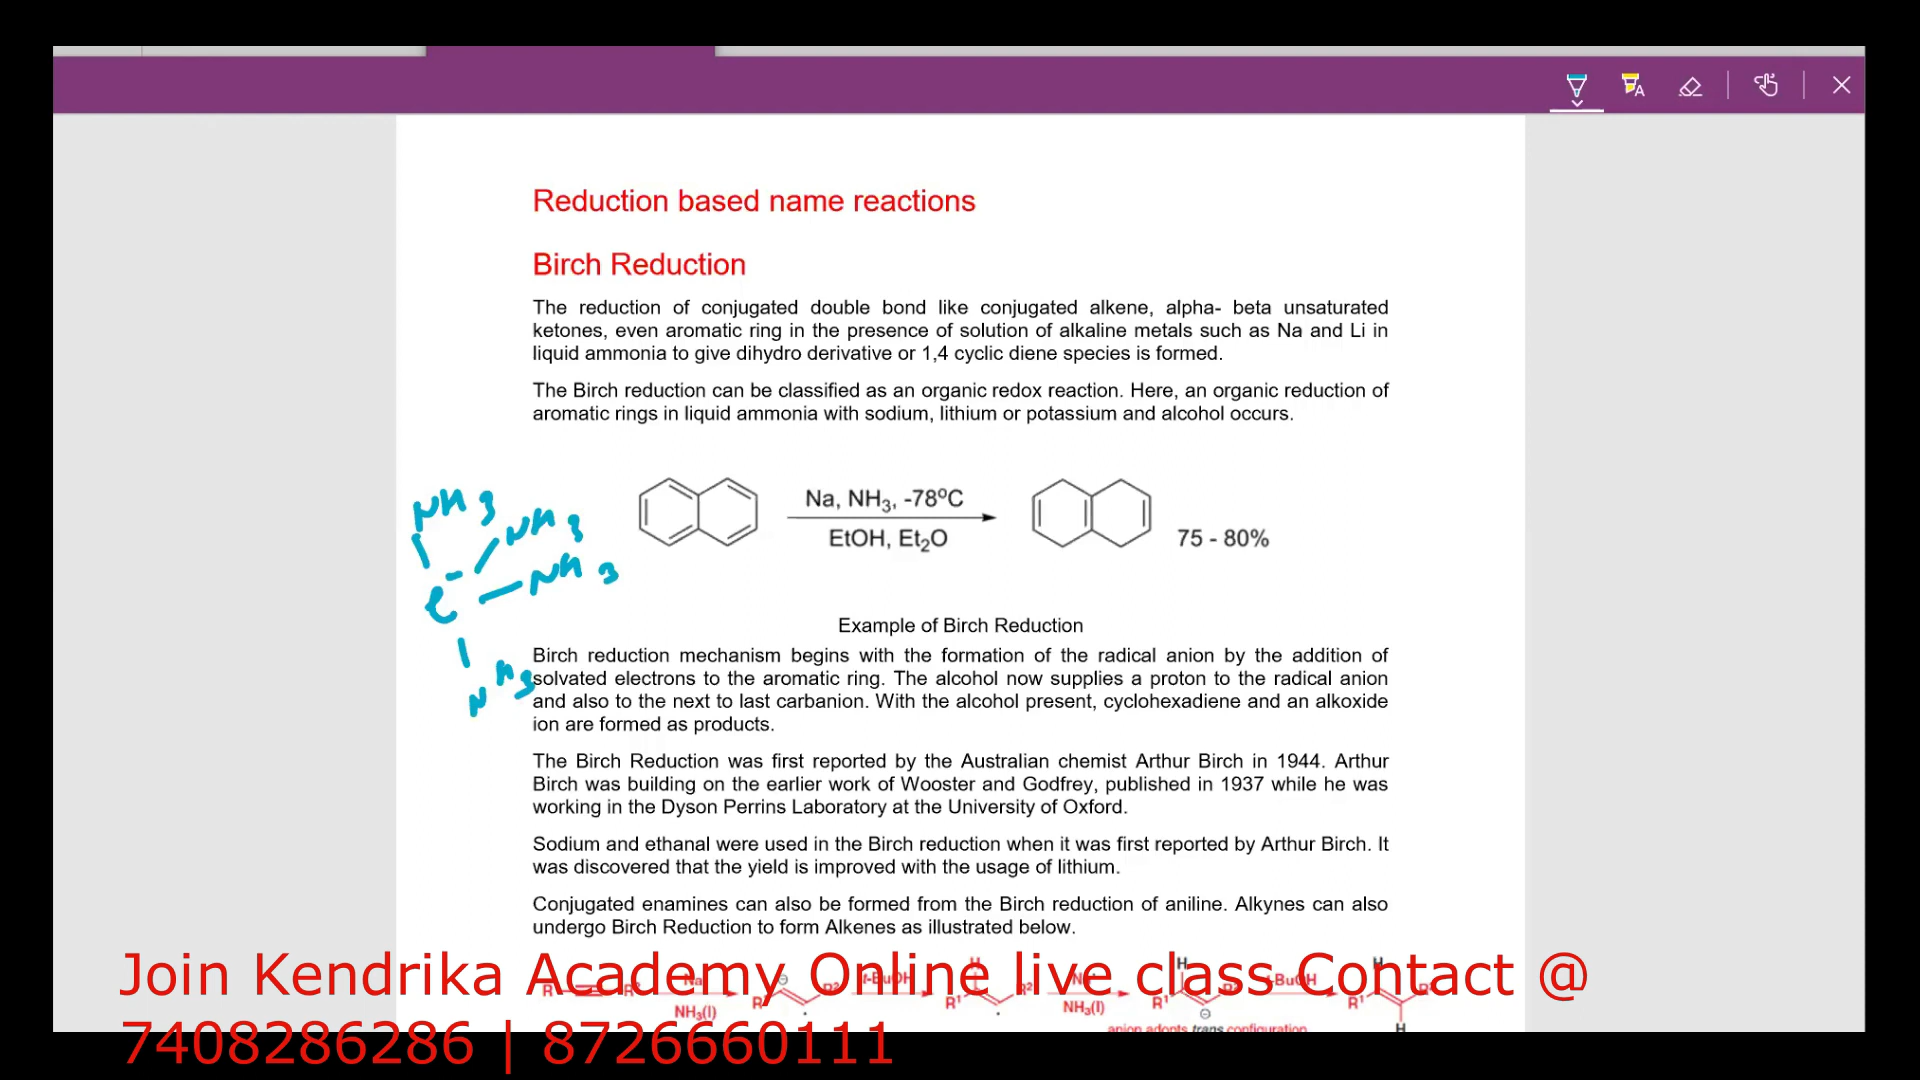 Reduction based name reactions
Birch Reduction
The reduction of conjugated double bond like conjugated alkene, alpha- beta unsaturated
ketones, even aromatic ring in the presence of solution of alkaline metals such as Na and Li in
liquid ammonia to give dihydro derivative or 1,4 cyclic diene species is formed.
The Birch reduction can be classified as an organic redox reaction. Here, an organic reduction of
aromatic rings in liquid ammonia with sodium, lithium or potassium and alcohol occurs.
NH3
NH3
NH3
e-
NH3
Na, NH₃, -78ºC
EtOH, Et₂O
75 - 80%
Example of Birch Reduction
Birch reduction mechanism begins with the formation of the radical anion by the addition of
solvated electrons to the aromatic ring. The alcohol now supplies a proton to the radical anion
and also to the next to last carbanion. With the alcohol present, cyclohexadiene and an alkoxide
ion are formed as products.
The Birch Reduction was first reported by the Australian chemist Arthur Birch in 1944. Arthur
Birch was building on the earlier work of Wooster and Godfrey, published in 1937 while he was
working in the Dyson Perrins Laboratory at the University of Oxford.
Sodium and ethanal were used in the Birch reduction when it was first reported by Arthur Birch. It
was discovered that the yield is improved with the usage of lithium.
Conjugated enamines can also be formed from the Birch reduction of aniline. Alkynes can also
undergo Birch Reduction to form Alkenes as illustrated below.
Join Kendrika Academy Online live class Contact @
7408286286 | 8726660111
NH₃(l)
R¹
NH₃(l)
R¹
R¹
H
anion adopts trans configuration